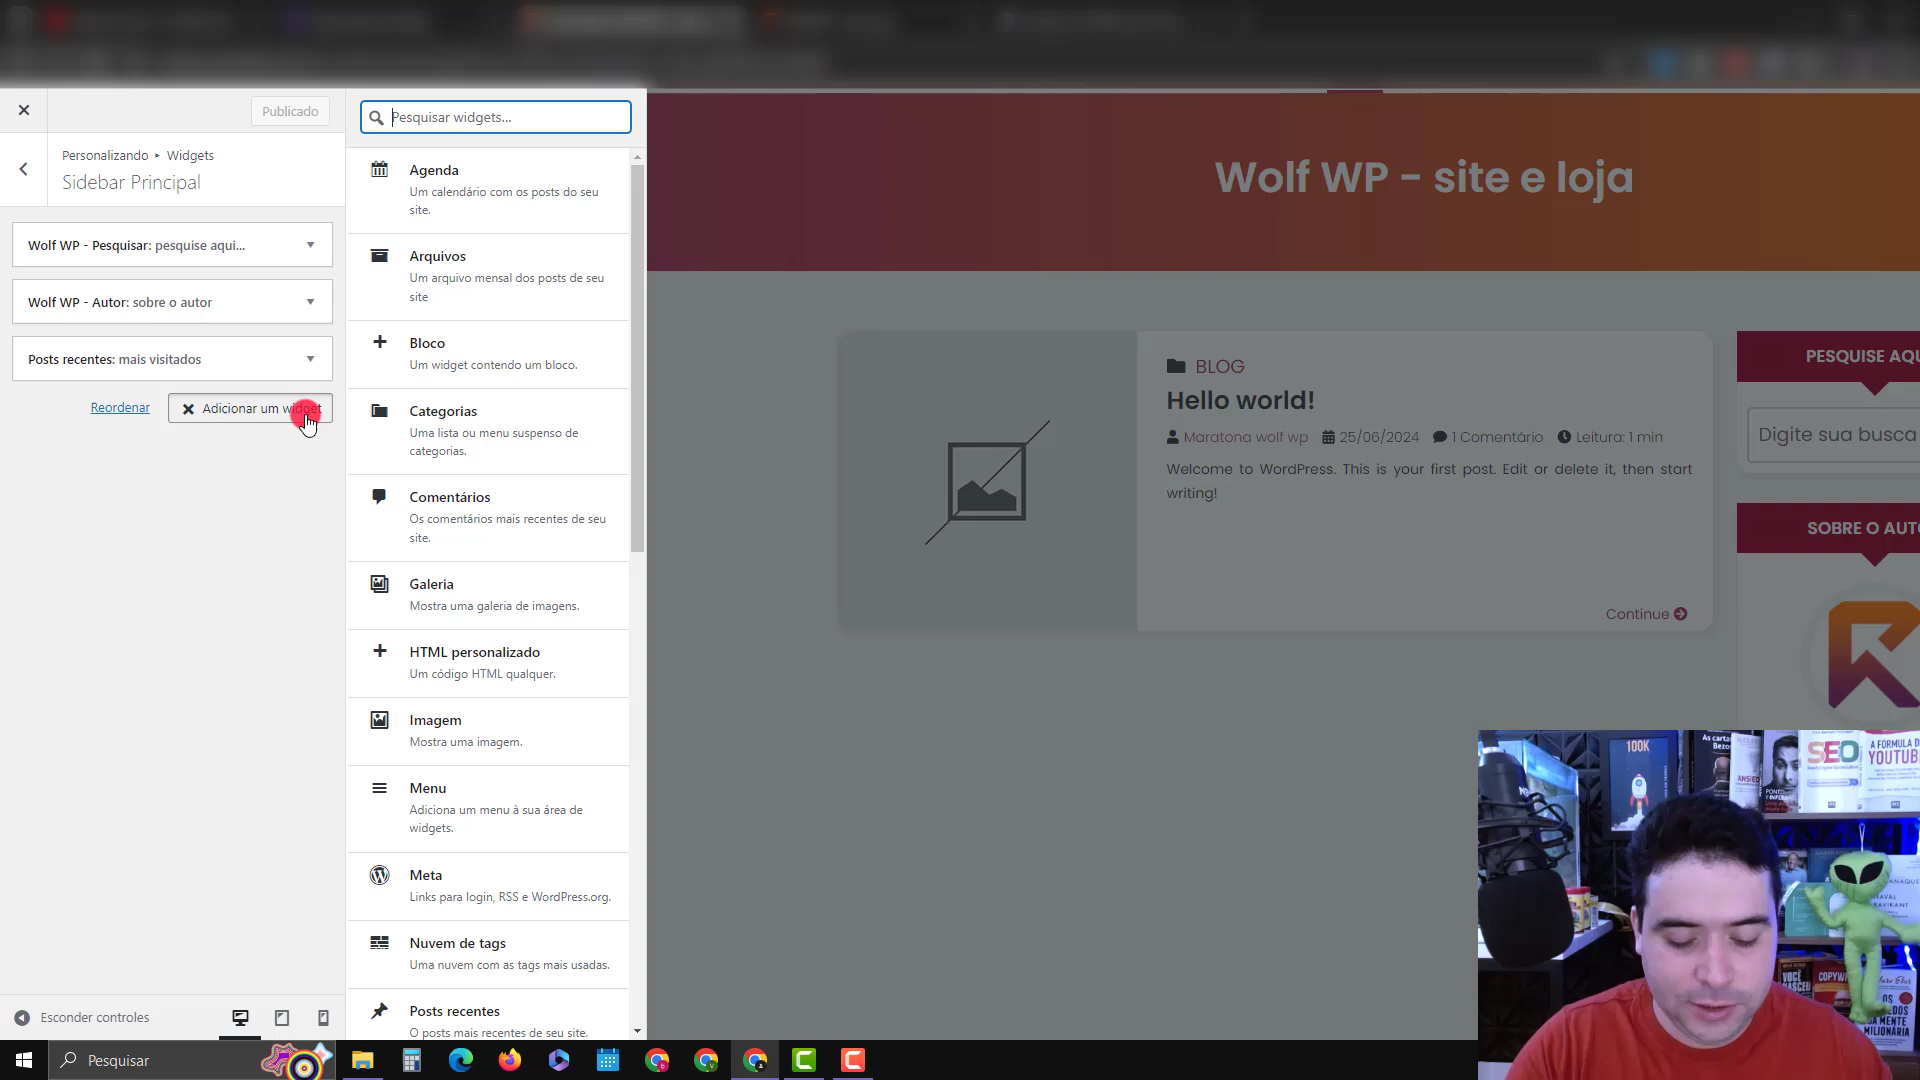 Publicado
Pesquisar widgets...
Personalizando ▸ Widgets
Sidebar Principal
Wolf WP - Pesquisar: pesquise aqui...
Wolf WP - Autor: sobre o autor
Posts recentes: mais visitados
Reordenar
Adicionar um widget
Agenda
Um calendário com os posts do seu
site.
Arquivos
Um arquivo mensal dos posts de seu
site
Bloco
Um widget contendo um bloco.
Categorias
Uma lista ou menu suspenso de
categorias.
Comentários
Os comentários mais recentes de seu
site.
Galeria
Mostra uma galeria de imagens.
HTML personalizado
Um código HTML qualquer.
Imagem
Mostra uma imagem.
Menu
Adiciona um menu à sua área de
widgets.
Meta
Links para login, RSS e WordPress.org.
Nuvem de tags
Uma nuvem com as tags mais usadas.
Posts recentes
O posts mais recentes de seu site.
Esconder controles
Wolf WP - site e loja
BLOG
Hello world!
Maratona wolf wp 25/06/2024 1 Comentário Leitura: 1 min
Welcome to WordPress. This is your first post. Edit or delete it, then start
writing!
Continue
PESQUISE AQU
Digite sua busca
SOBRE O AUTO
100K
SEO
A FÓRMULA DO
YOUTUBE
COPYW
Pesquisar